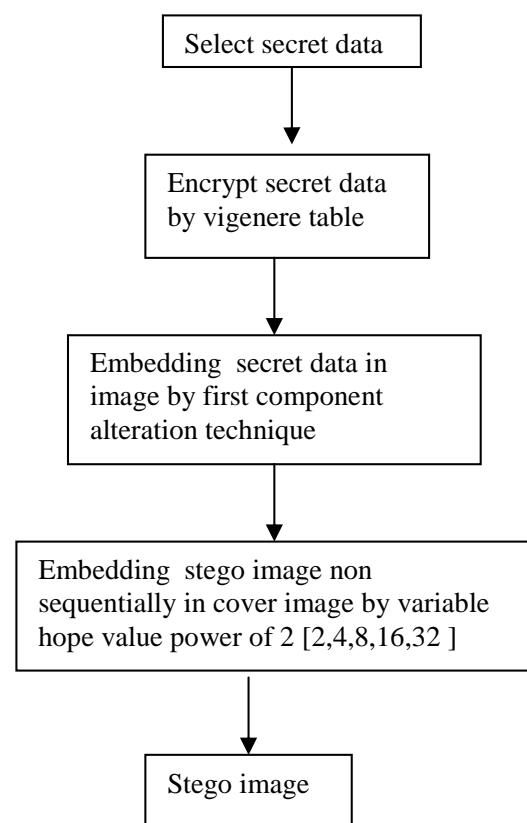 Select secret data
Encrypt secret data
by vigenere table
Embedding  secret data in
image by first component
alteration technique
Embedding  stego image non
sequentially in cover image by variable
hope value power of 2 [2,4,8,16,32 ]
Stego image